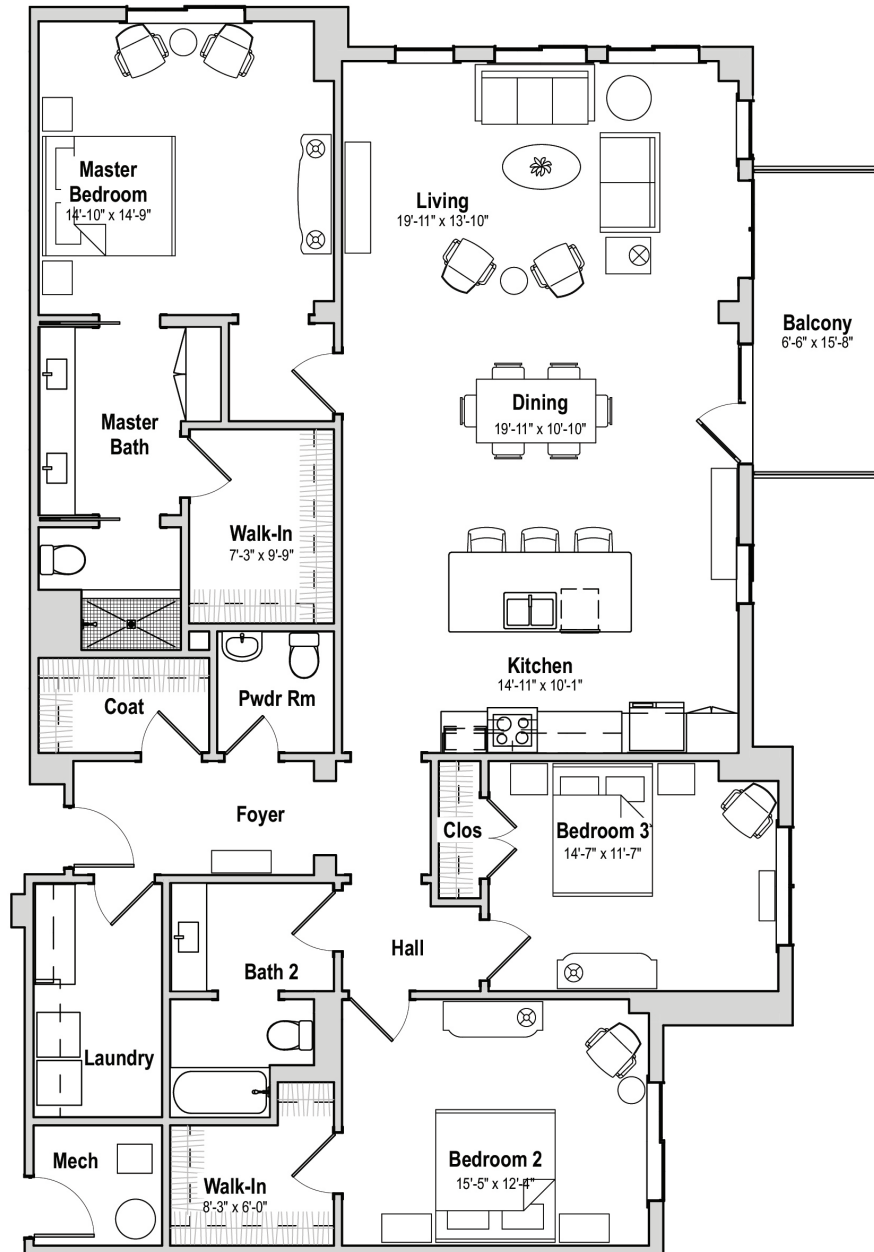 Master
Bedroom
14'-10" x 14'-9"
Living
19'-11" x 13'-10"
Balcony
6'-6" x 15'-8"
Master
Bath
Dining
19'-11" x 10'-10"
Walk-In
7'-3" x 9'-9"
Kitchen
14'-11" x 10'-1"
Coat
Pwdr Rm
Foyer
Clos
Bedroom 3
14'-7" x 11'-7"
Hall
Bath 2
Laundry
Mech
Walk-In
8'-3" x 6'-0"
Bedroom 2
15'-5" x 12'-4"